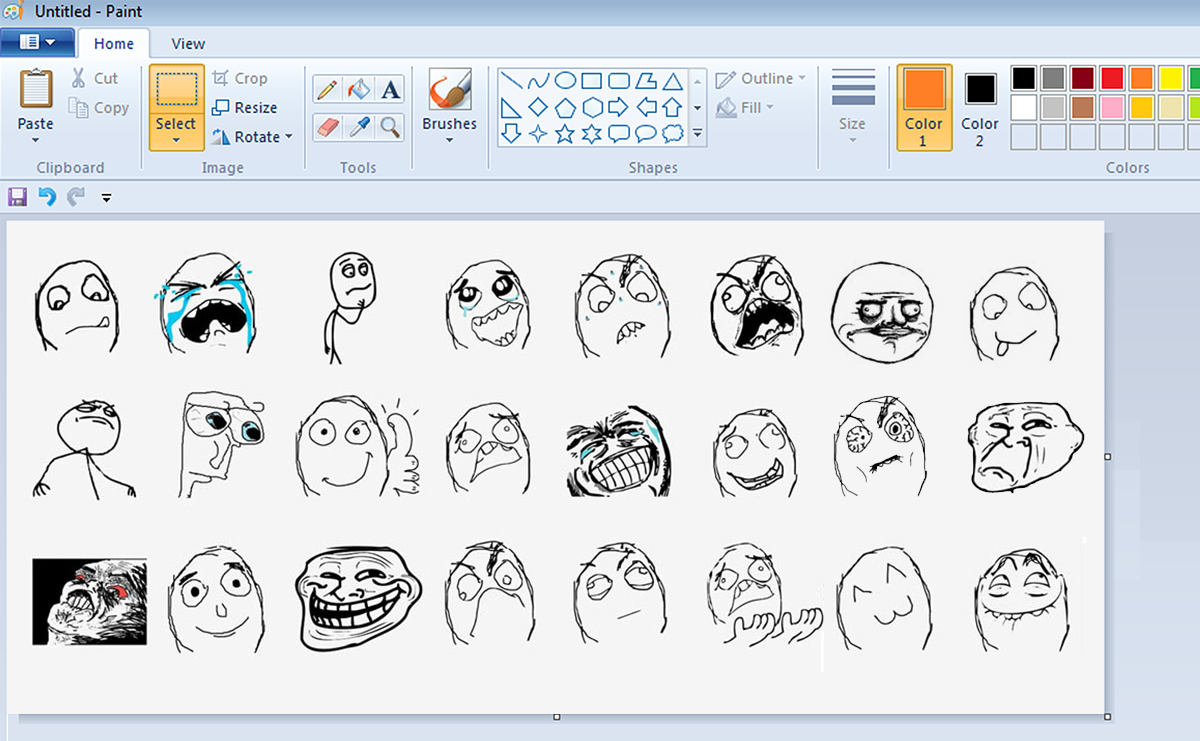 Untitled - Paint
Home View
Cut
Copy
Paste
Clipboard
Select
Crop
Resize
Rotate
Image
A
Tools
Brushes
Shapes
Outline
Fill
Size
Color 1
Color 2
Colors